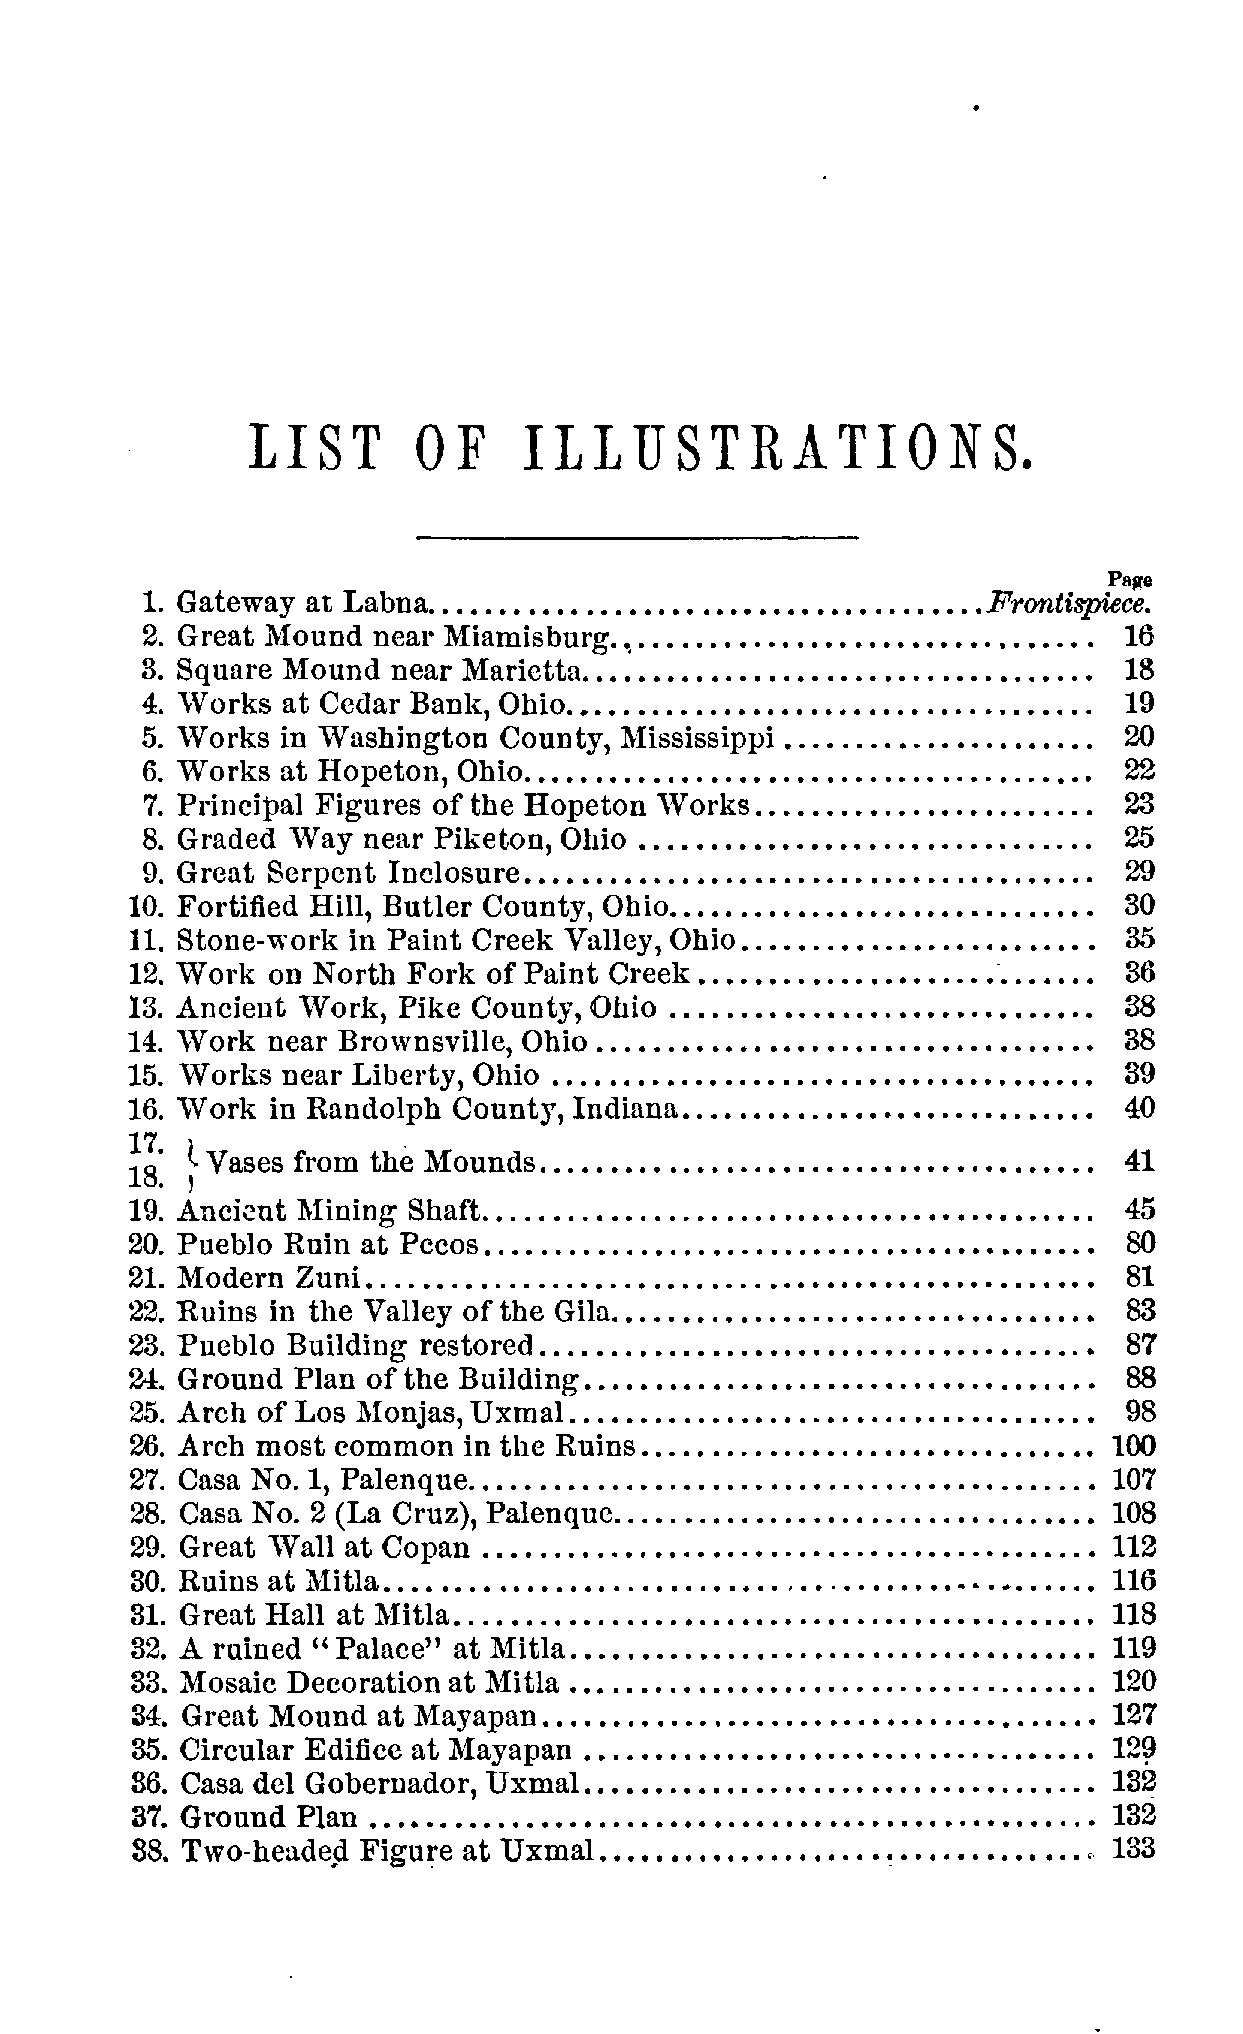 LIST OF ILLUSTRATIONS.
Page
1. Gateway at Labna.......................................Frontispiece.
2. Great Mound near Miamisburg................................. 16
3. Square Mound near Marietta.................................... 18
4. Works at Cedar Bank, Ohio..................................... 19
5. Works in Washington County, Mississippi ...................... 20
6. Works at Hopeton, Ohio........................................ 22
7. Principal Figures of the Hopeton Works........................ 23
8. Graded Way near Piketon, Ohio ................................ 25
9. Great Serpent Inclosure........................................ 29
10. Fortified Hill, Butler County, Ohio.............................. 30
11. Stone-work in Paint Creek Valley, Ohio......................... 35
12. Work on North Fork of Paint Creek............................ 36
13. Ancient Work, Pike County, Ohio .............................. 38
14. Work near Brownsville, Ohio ................................... 38
15. Works near Liberty, Ohio ...................................... 39
16. Work in Randolph County, Indiana............................. 40
17.
18. } Vases from the Mounds....................................... 41
19. Ancient Mining Shaft........................................... 45
20. Pueblo Ruin at Pecos........................................... 80
21. Modern Zuni................................................... 81
22. Ruins in the Valley of the Gila.................................. 83
23. Pueblo Building restored....................................... 87
24. Ground Plan of the Building.................................... 88
25. Arch of Los Monjas, Uxmal..................................... 98
26. Arch most common in the Ruins................................ 100
27. Casa No. 1, Palenque............................................ 107
28. Casa No. 2 (La Cruz), Palenque.................................. 108
29. Great Wall at Copan ........................................... 112
30. Ruins at Mitla.................................................. 116
31. Great Hall at Mitla............................................. 118
32. A ruined “Palace” at Mitla..................................... 119
33. Mosaic Decoration at Mitla ..................................... 120
34. Great Mound at Mayapan....................................... 127
35. Circular Edifice at Mayapan .................................... 129
36. Casa del Gobernador, Uxmal.................................... 132
37. Ground Plan ................................................... 132
38. Two-headed Figure at Uxmal................................... 133